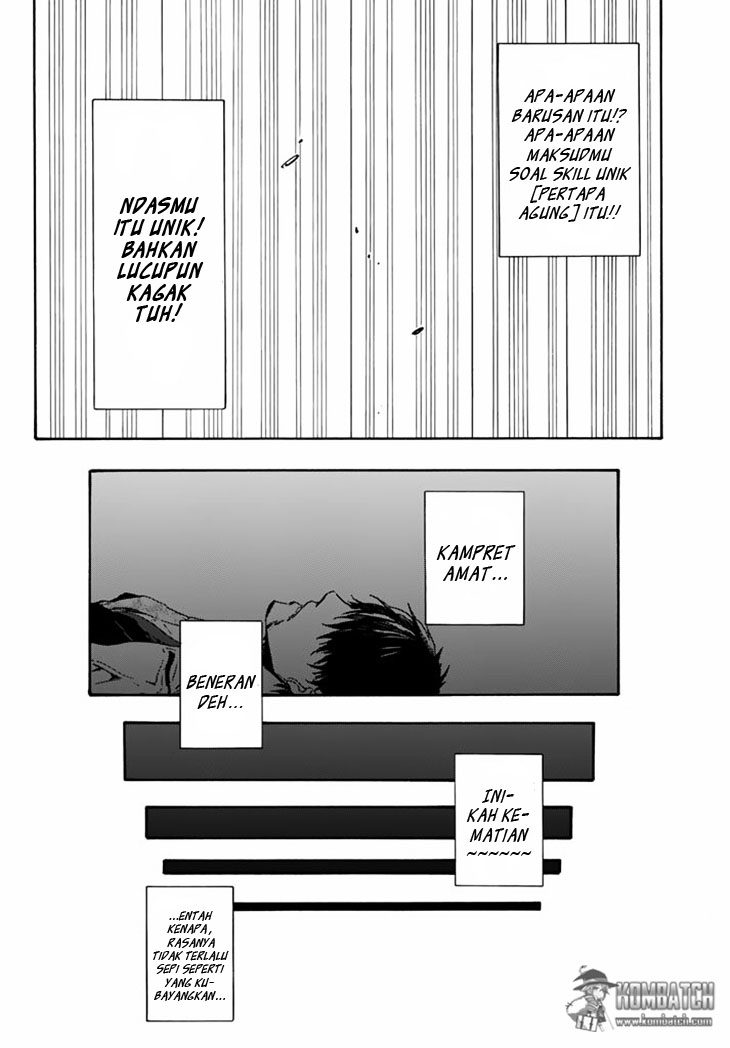 APA-APAAN
BARUSAN ITU!?
APA-APAAN
MAKSUDMU
SOAL SKILL UNIK
[PERTAPA
AGUNG] ITU!!
NDASMU
ITU UNIK!
BAHKAN
LUCUPUN
KAGAK
TUH!
KAMPRET
AMAT...
BENERAN
DEH...
INI-
KAH KE-
MATIAN
~~~~~~
...ENTAH
KENAPA,
RASANYA
TIDAK TERLALU
SEPI SEPERTI
YANG KU-
BAYANGKAN...
KOMBATCH
www.kombatch.com